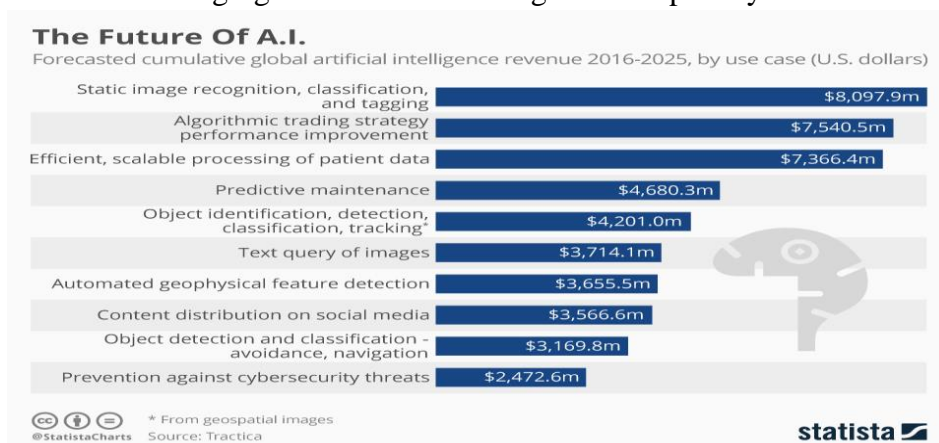 The Future Of A.I.
Forecasted cumulative global artificial intelligence revenue 2016-2025, by use case (U.S. dollars)
Static image recognition, classification,
and tagging
$8,097.9m
Algorithmic trading strategy
performance improvement
$7,540.5m
Efficient, scalable processing of patient data
$7,366.4m
Predictive maintenance
$4,680.3m
Object identification, detection,
classification, tracking*
$4,201.0m
Text query of images
$3,714.1m
Automated geophysical feature detection
$3,655.5m
Content distribution on social media
$3,566.6m
Object detection and classification -
avoidance, navigation
$3,169.8m
Prevention against cybersecurity threats
$2,472.6m
cc
* From geospatial images
@StatistaCharts Source: Tractica
statista